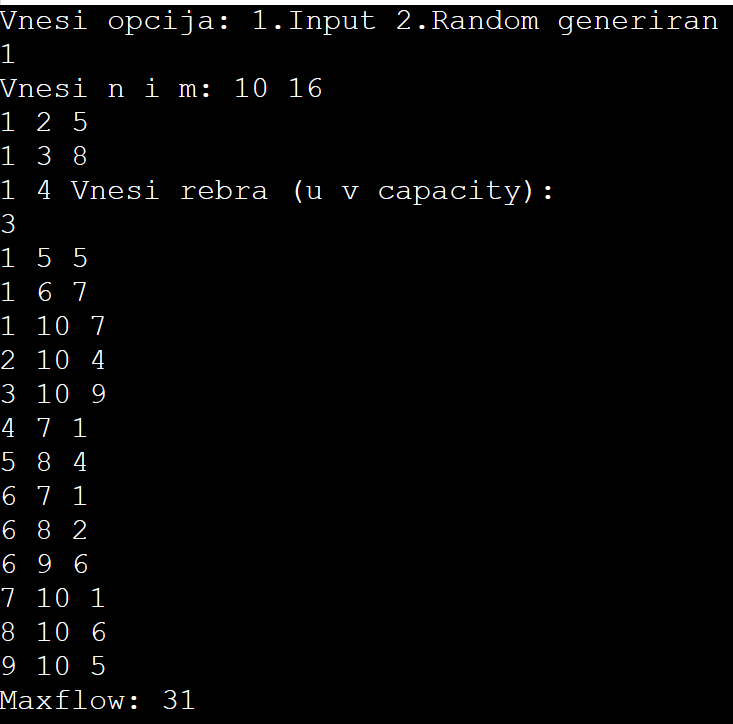 Vnesi opcija: 1.Input 2.Random generiran
1
Vnesi n i m: 10 16
1 2 5
1 3 8
1 4 Vnesi rebra (u v capacity):
3
1 5 5
1 6 7
1 10 7
2 10 4
3 10 9
4 7 1
5 8 4
6 7 1
6 8 2
6 9 6
7 10 1
8 10 6
9 10 5
Maxflow: 31